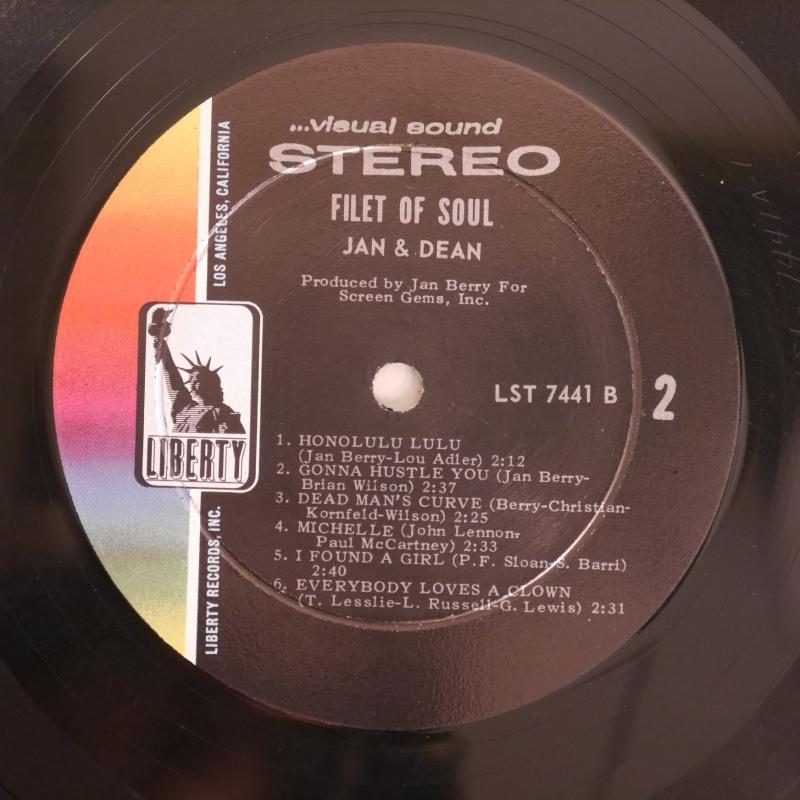 ...visual sound
STEREO
FILET OF SOUL
JAN & DEAN
Produced by Jan Berry For
Screen Gems, Inc.
LOS ANGELES, CALIFORNIA
LIBERTY
LIBERTY RECORDS, INC.
LST 7441 B
2
1. HONOLULU LULU
(Jan Berry-Lou Adler) 2:12
2. GONNA HUSTLE YOU (Jan Berry-
Brian Wilson) 2:37
3. DEAD MAN'S CURVE (Berry-Christian-
Kornfeld-Wilson) 2:25
4. MICHELLE (John Lennon,
Paul McCartney) 2:33
5. I FOUND A GIRL (P.F. Sloan-S. Barri)
2:40
6. EVERYBODY LOVES A CLOWN
(T. Lesslie-L. Russell-G. Lewis) 2:31